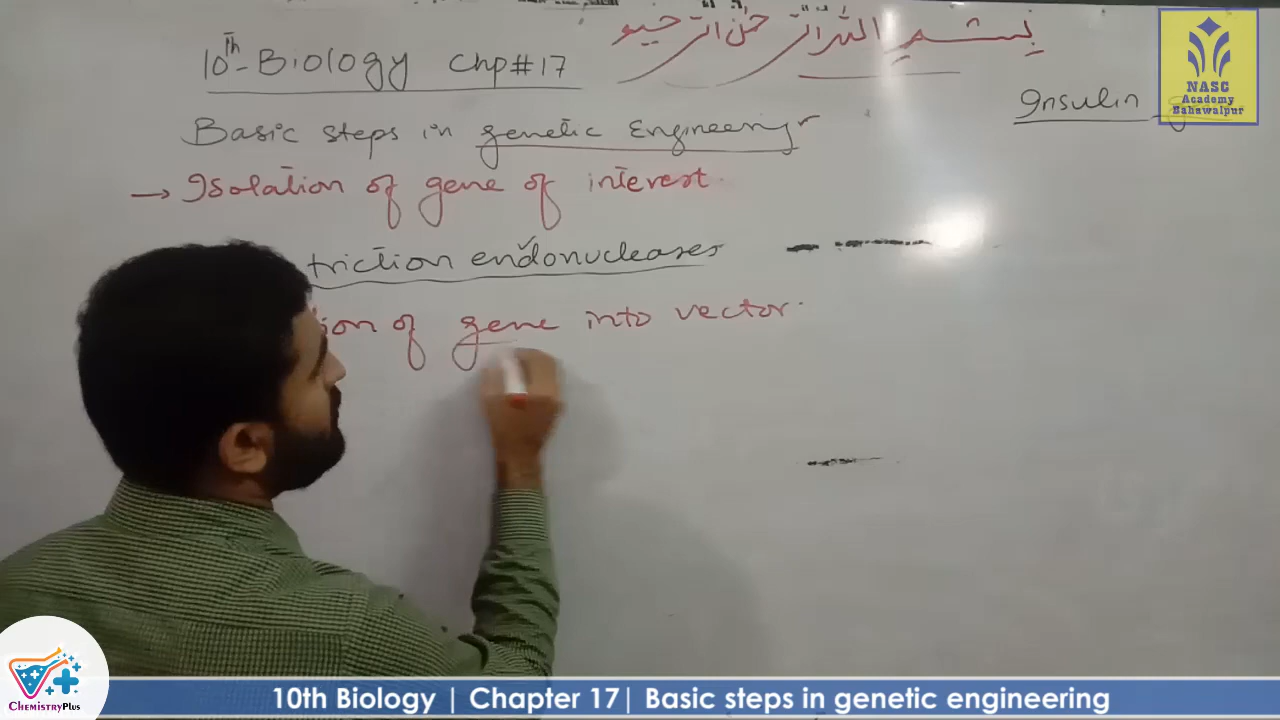 بسم اللہ الرحمٰن الرحیم
10th-Biology Chp#17
NASC
Academy
Bahawalpur
Insulin
Basic steps in genetic Engineering
→ Isolation of gene of interest.
triction endonucleases
ion of gene into vector.
ChemistryPlus
10th Biology | Chapter 17| Basic steps in genetic engineering